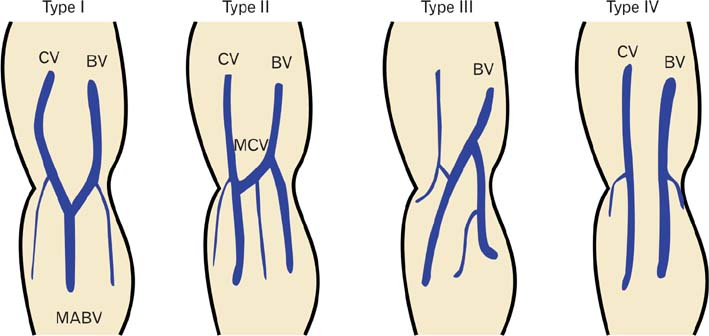 Type I
CV BV
MABV
Type II
CV BV
MCV
Type III
BV
Type IV
CV BV